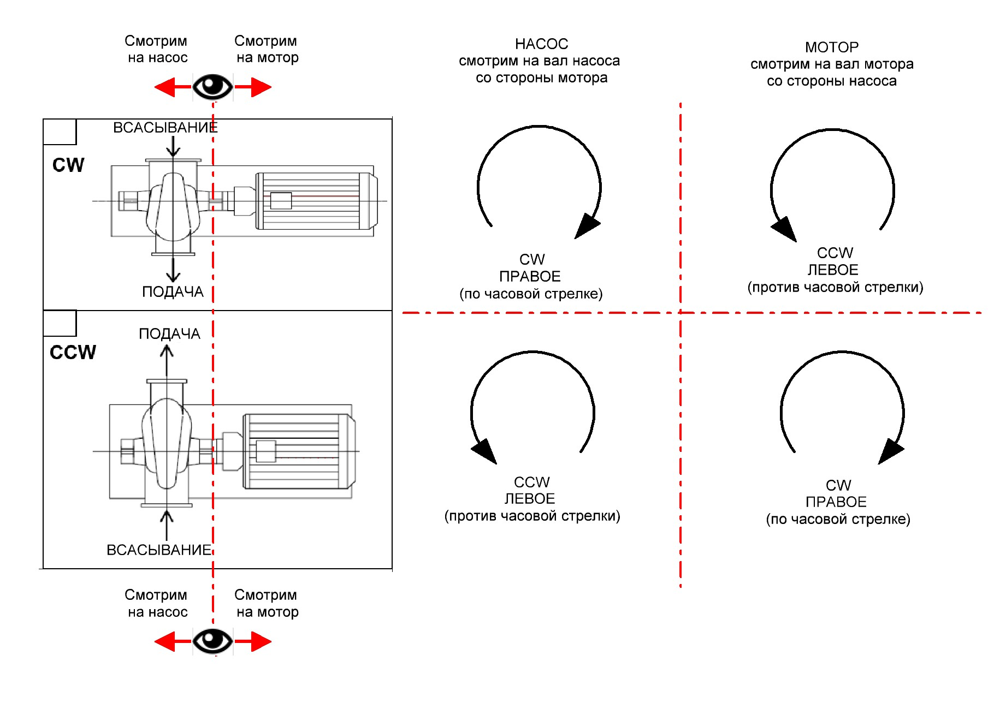 Смотрим
на насос
Смотрим
на мотор
НАСОС
смотрим на вал насоса
со стороны мотора
МОТОР
смотрим на вал мотора
со стороны насоса
ВСАСЫВАНИЕ
CW
ПОДАЧА
CW
ПРАВОЕ
(по часовой стрелке)
CCW
ЛЕВОЕ
(против часовой стрелки)
ПОДАЧА
CCW
ВСАСЫВАНИЕ
CCW
ЛЕВОЕ
(против часовой стрелки)
CW
ПРАВОЕ
(по часовой стрелке)
Смотрим
на насос
Смотрим
на мотор